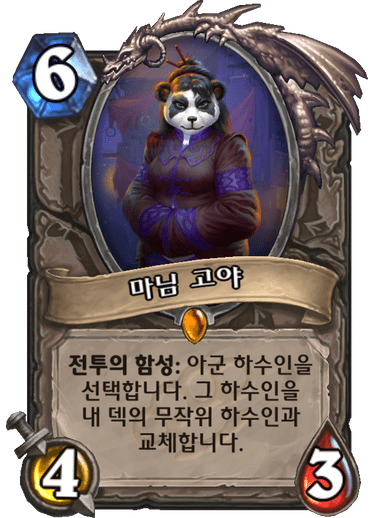 6
마님 고야
전투의 함성: 아군 하수인을
선택합니다. 그 하수인을
내 덱의 무작위 하수인과
교체합니다.
4
3